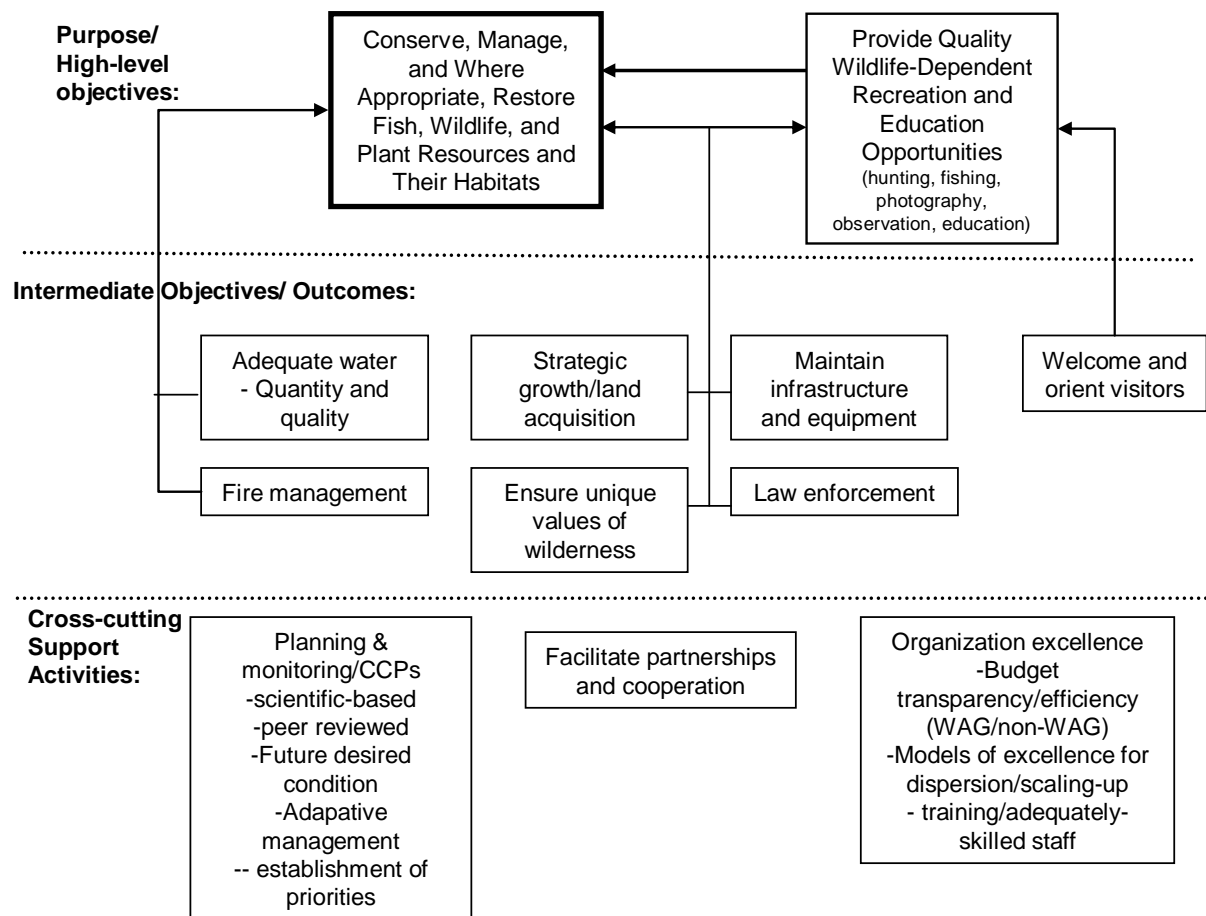 Purpose/
High-level
objectives:
Conserve, Manage,
and Where
Appropriate, Restore
Fish, Wildlife, and
Plant Resources and
Their Habitats
Provide Quality
Wildlife-Dependent
Recreation and
Education
Opportunities
(hunting, fishing,
photography,
observation, education)
Intermediate Objectives/ Outcomes:
Adequate water
- Quantity and
quality
Strategic
growth/land
acquisition
Maintain
infrastructure
and equipment
Welcome and
orient visitors
Fire management
Ensure unique
values of
wilderness
Law enforcement
Cross-cutting
Support
Activities:
Planning &
monitoring/CCPs
-scientific-based
-peer reviewed
-Future desired
condition
-Adapative
management
-- establishment of
priorities
Facilitate partnerships
and cooperation
Organization excellence
-Budget
transparency/efficiency
(WAG/non-WAG)
-Models of excellence for
dispersion/scaling-up
- training/adequately-
skilled staff